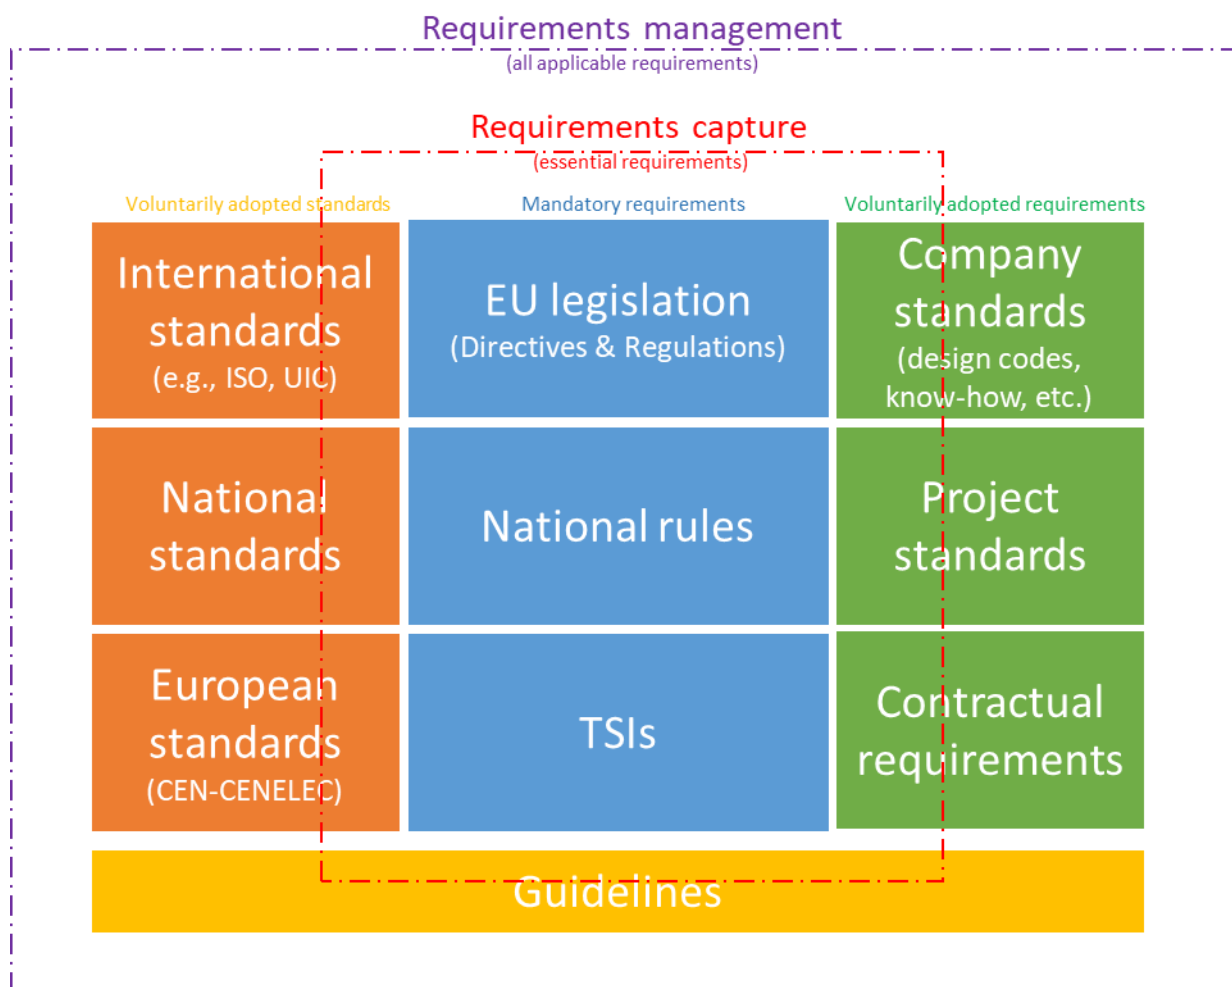 Requirements management
(all applicable requirements)
Requirements capture
(essential requirements)
Voluntarily adopted standards
Mandatory requirements
Voluntarily adopted requirements
International
standards
(e.g., ISO, UIC)
EU legislation
(Directives & Regulations)
Company
standards
(design codes,
know-how, etc.)
National
standards
National rules
Project
standards
European
standards
(CEN-CENELEC)
TSIs
Contractual
requirements
Guidelines